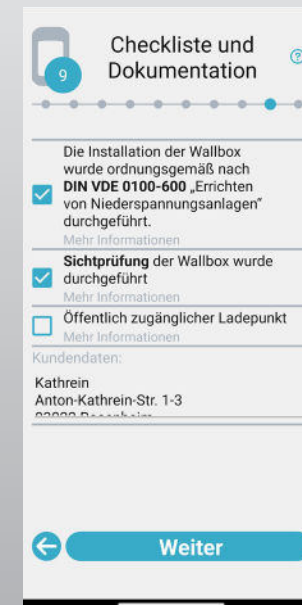 9
Checkliste und
Dokumentation
?
Die Installation der Wallbox
wurde ordnungsgemäß nach
DIN VDE 0100-600 „Errichten
von Niederspannungsanlagen“
durchgeführt.
Mehr Informationen
Sichtprüfung der Wallbox wurde
durchgeführt
Mehr Informationen
Öffentlich zugänglicher Ladepunkt
Mehr Informationen
Kundendaten:
Kathrein
Anton-Kathrein-Str. 1-3
Weiter